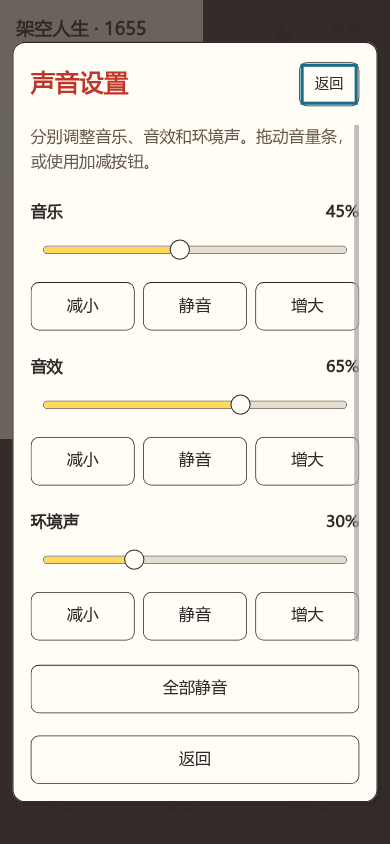 架空人生 · 1655
声音设置
返回
分别调整音乐、音效和环境声。拖动音量条,
或使用加减按钮。
音乐 45%
减小 静音 增大
音效 65%
减小 静音 增大
环境声 30%
减小 静音 增大
全部静音
返回